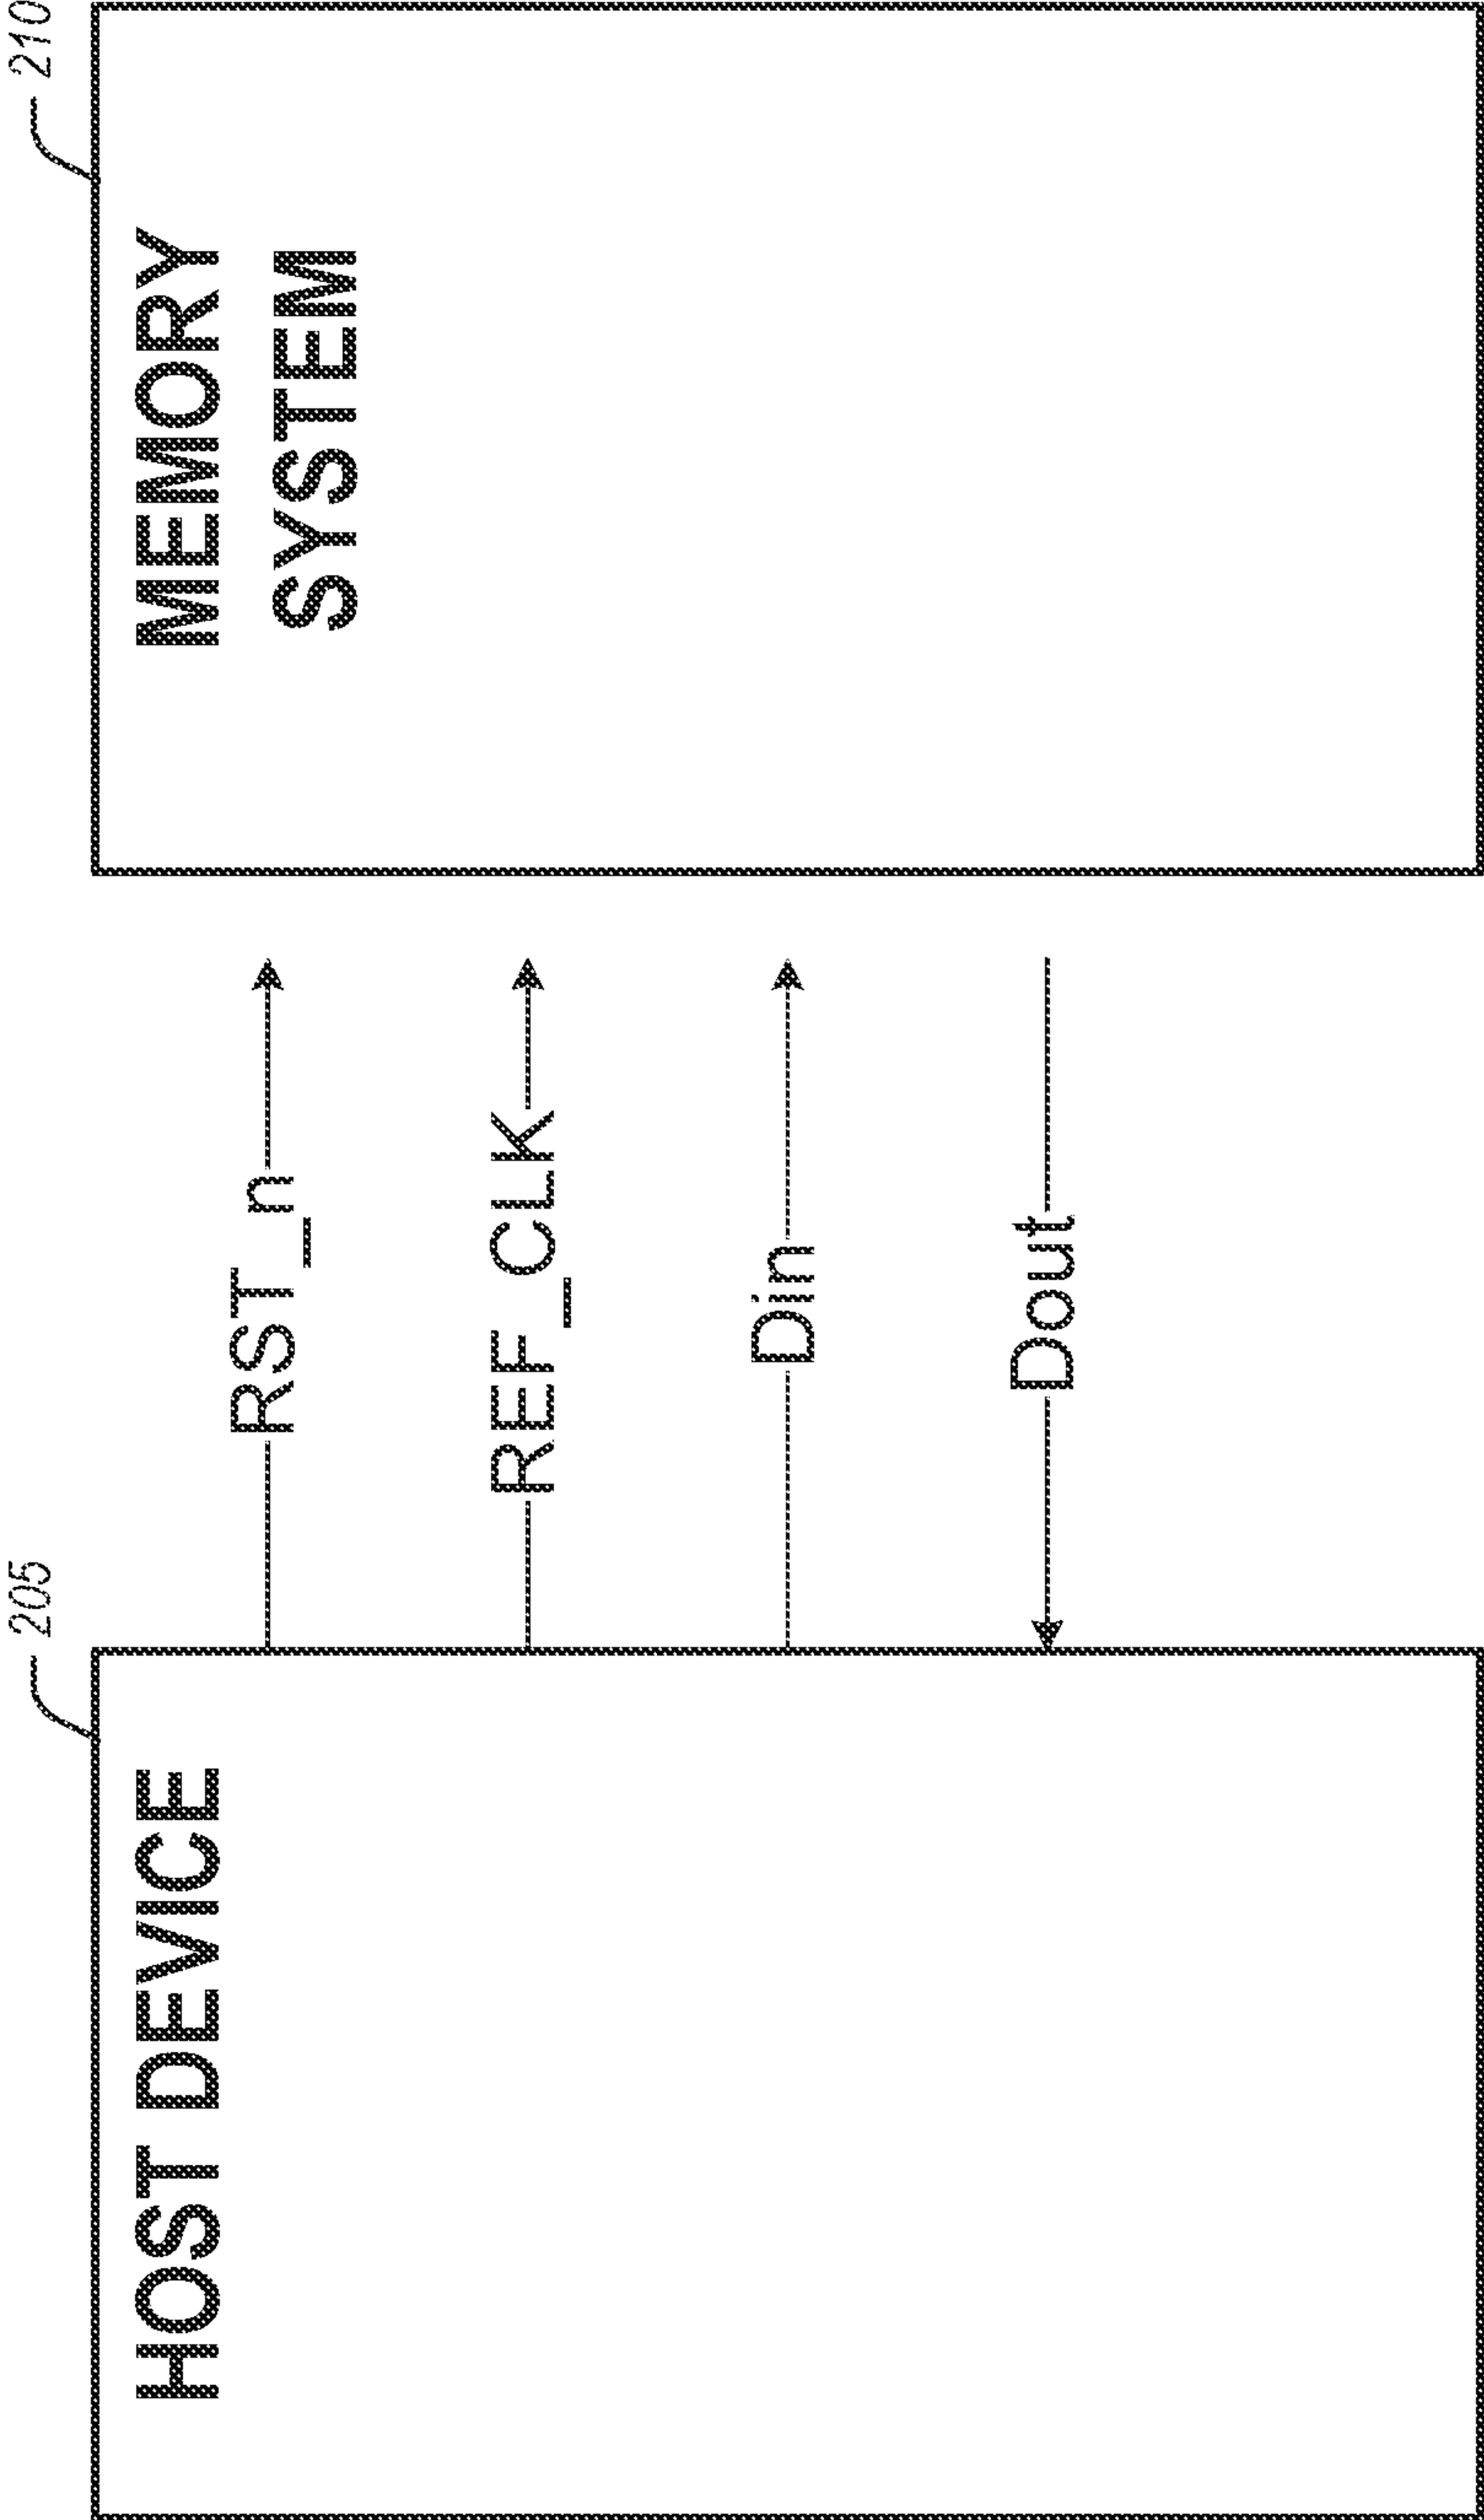 205
210
HOST DEVICE
MEMORY
SYSTEM
RST_n
REF_CLK
Din
Dout